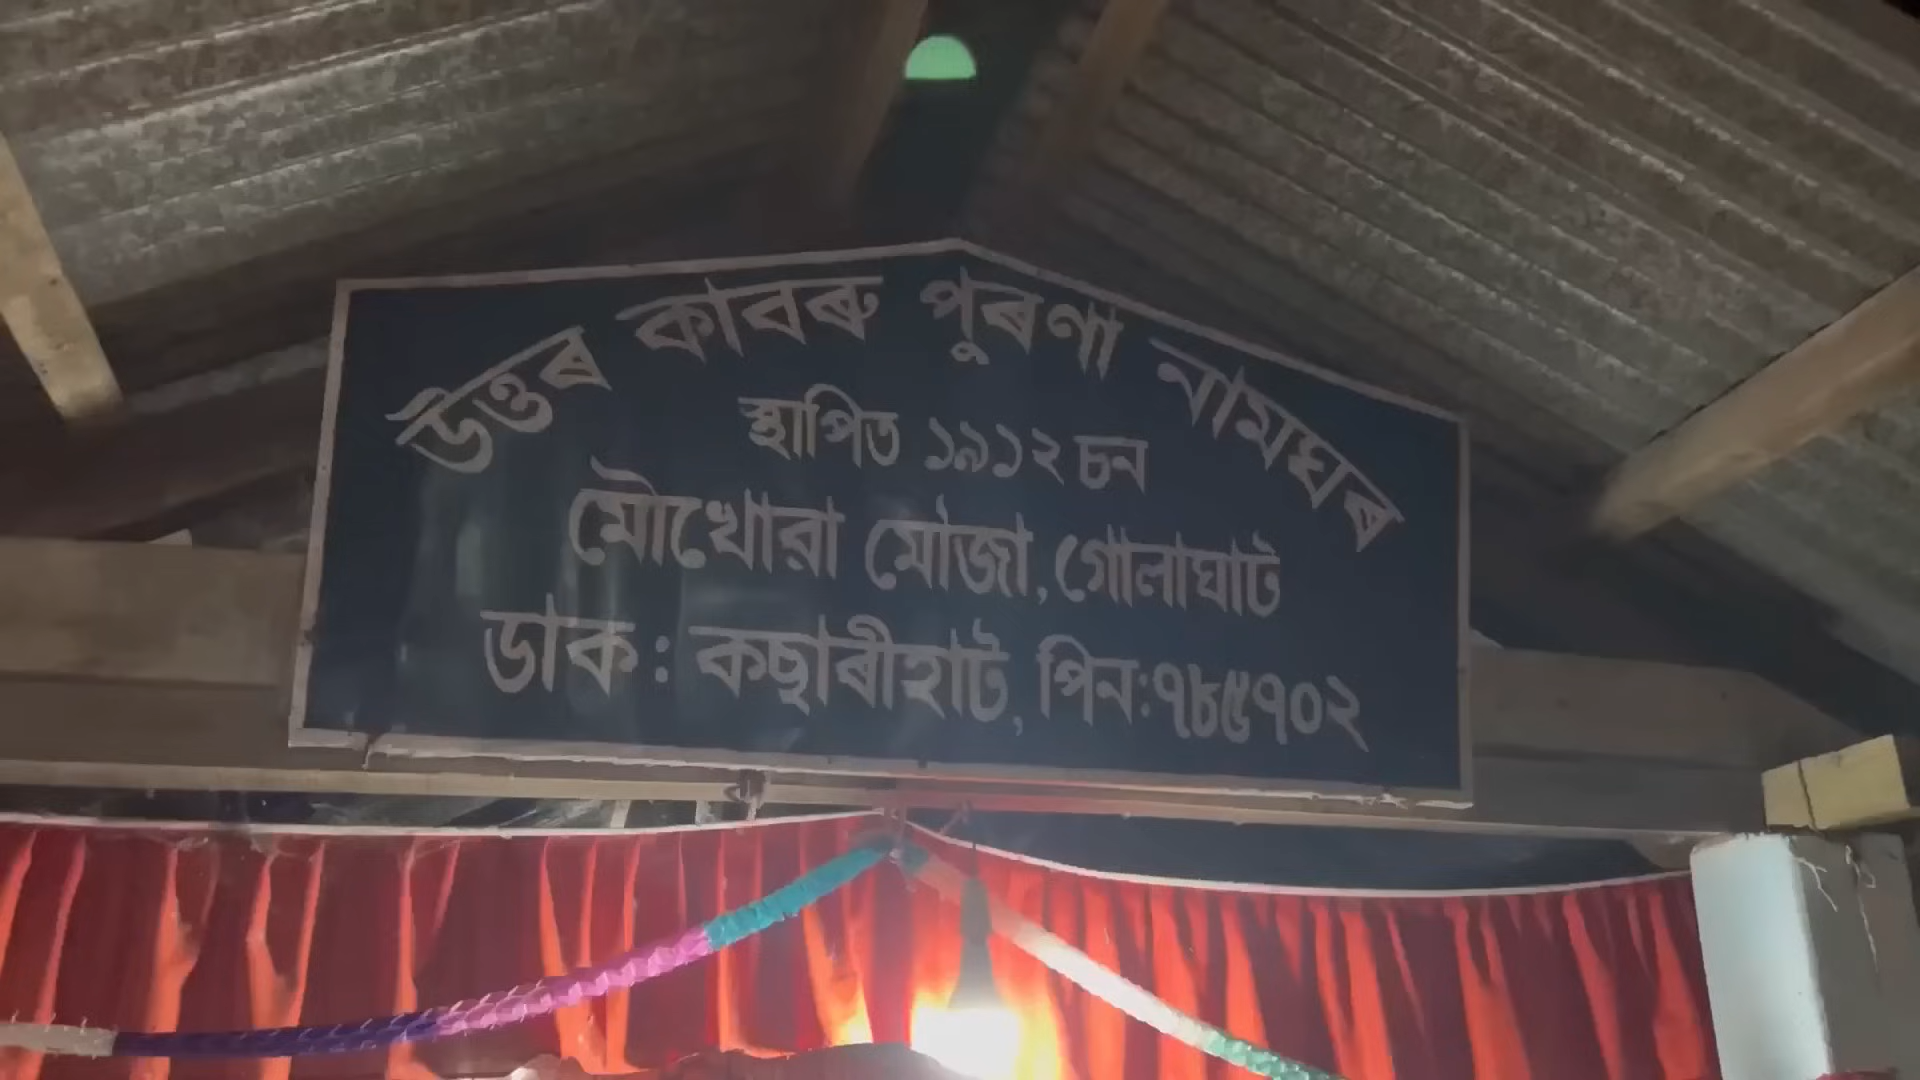 উত্তৰ কাবৰু পুৰণা নামঘৰ
স্থাপিত ১৯১২ চন
মৌখোৱা মৌজা, গোলাঘাট
ডাক : কছাৰীহাট, পিন:৭৮৫৭০২